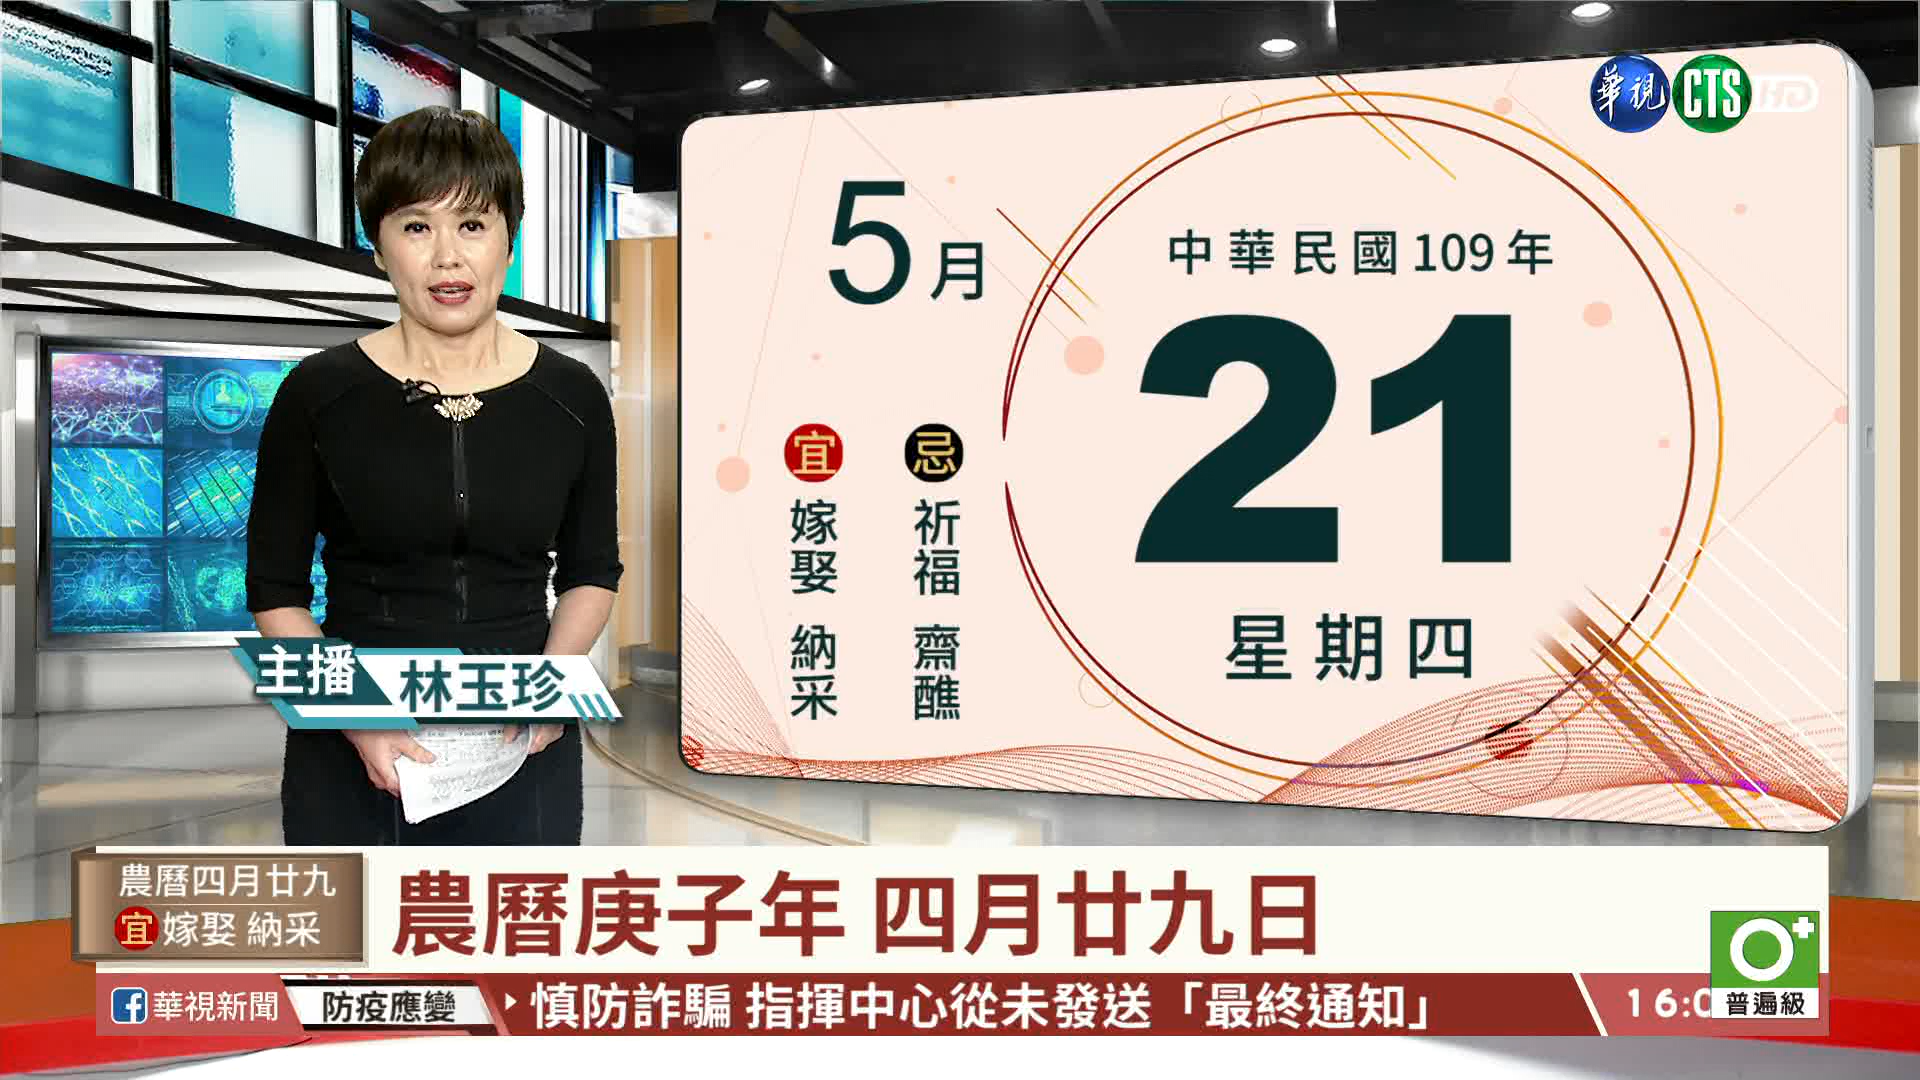 華視 CTS HD
5月
中華民國109年
21
星期四
宜
嫁娶 納采
忌
祈福 齋醮
主播 林玉珍
農曆四月廿九
宜 嫁娶 納采
農曆庚子年 四月廿九日
華視新聞
防疫應變
慎防詐騙 指揮中心從未發送「最終通知」
16:0
普遍級